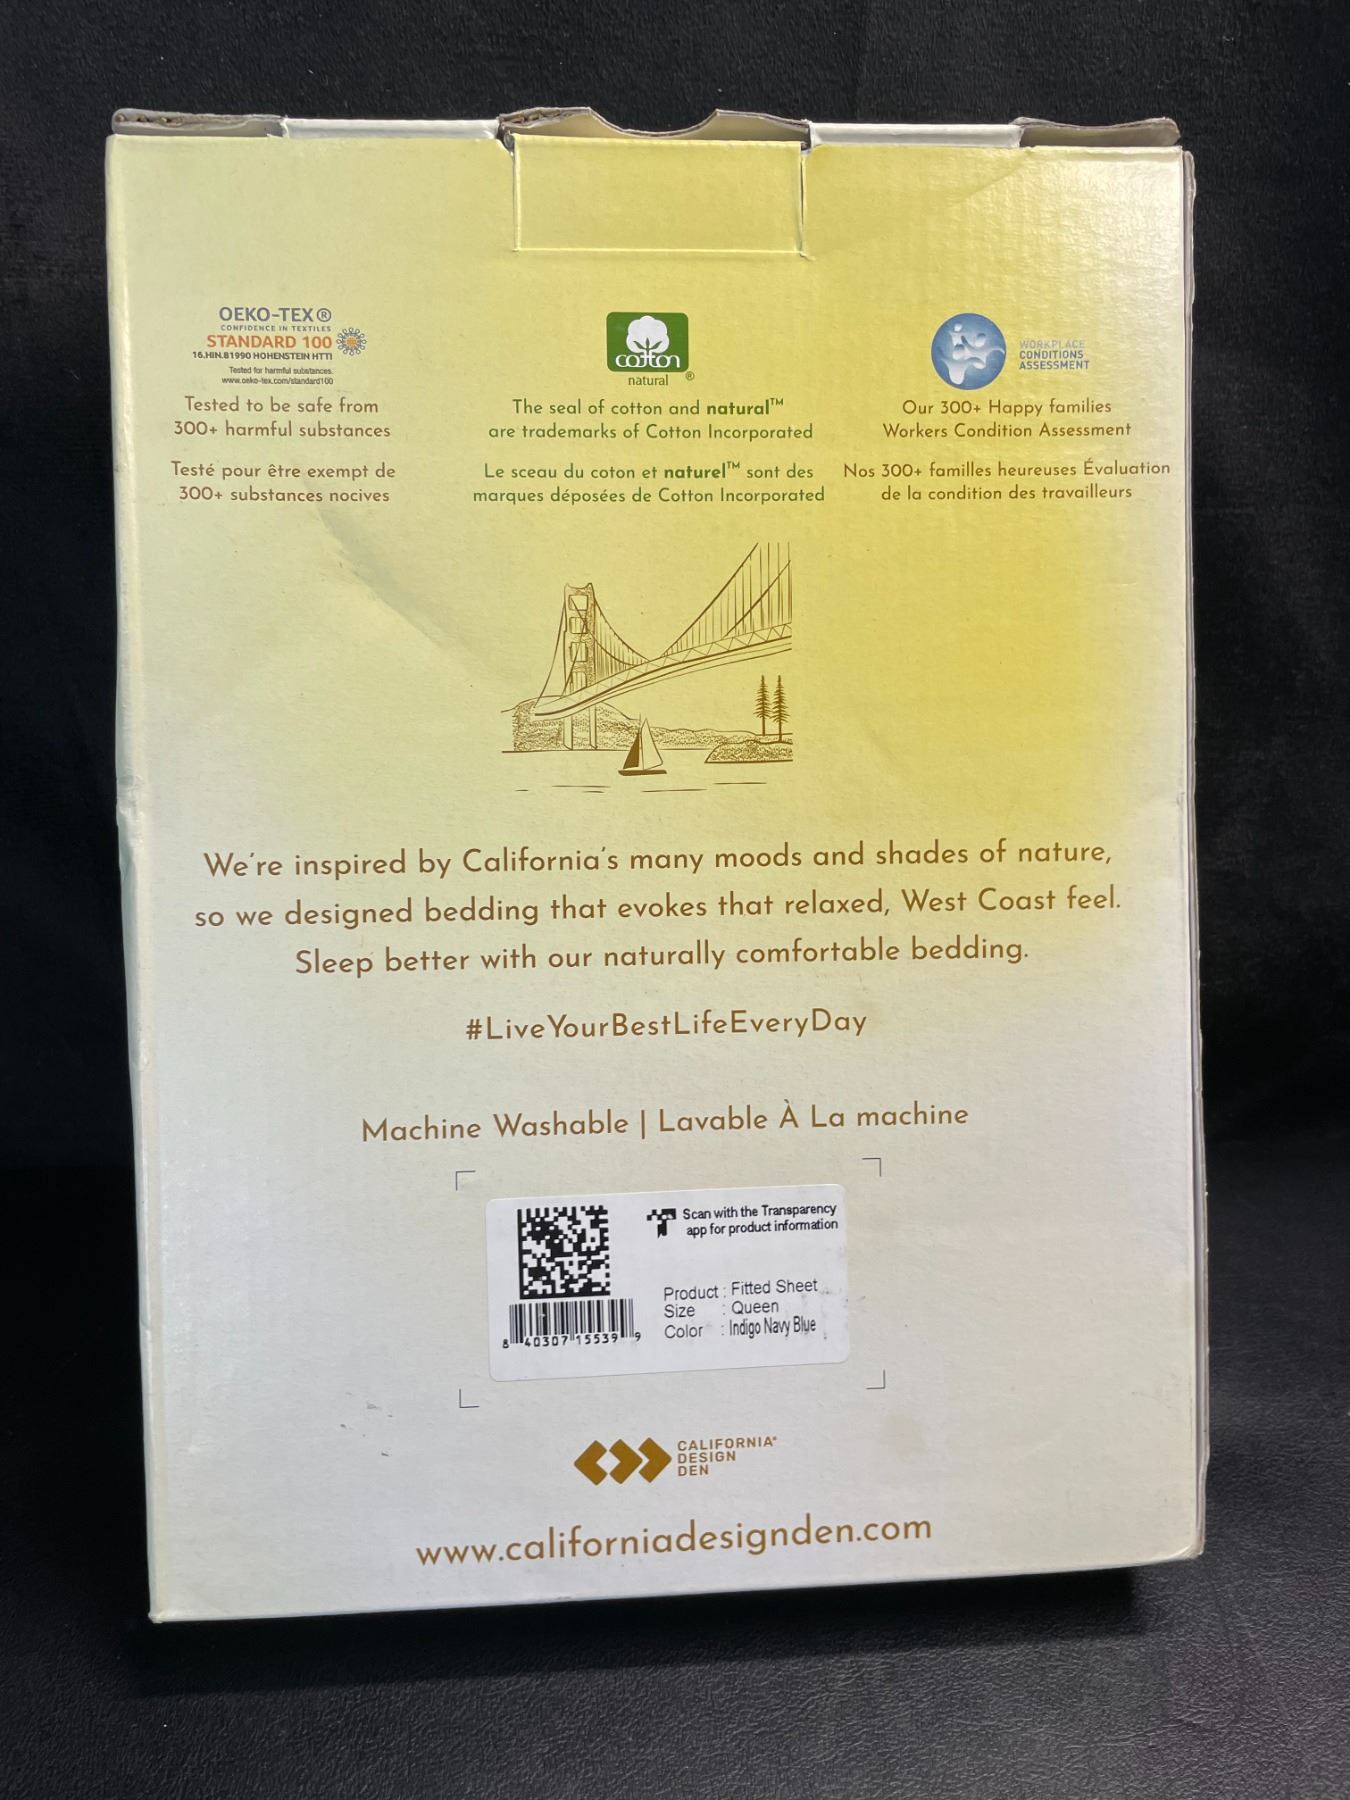 OEKO-TEX®
CONFIDENCE IN TEXTILES
STANDARD 100
16.HIN.81990 HOHENSTEIN HTTI
Tested for harmful substances.
www.oeko-tex.com/standard100
Tested to be safe from
300+ harmful substances
Testé pour être exempt de
300+ substances nocives
cotton
natural ®
The seal of cotton and natural™
are trademarks of Cotton Incorporated
Le sceau du coton et naturel™ sont des
marques déposées de Cotton Incorporated
WORKPLACE
CONDITIONS
ASSESSMENT
Our 300+ Happy families
Workers Condition Assessment
Nos 300+ familles heureuses Évaluation
de la condition des travailleurs
We're inspired by California's many moods and shades of nature,
so we designed bedding that evokes that relaxed, West Coast feel.
Sleep better with our naturally comfortable bedding.
#LiveYourBestLifeEveryDay
Machine Washable | Lavable À La machine
Scan with the Transparency
app for product information
Product : Fitted Sheet
Size : Queen
Color : Indigo Navy Blue
8 40307 15539 9
CALIFORNIA®
DESIGN
DEN
www.californiadesignden.com